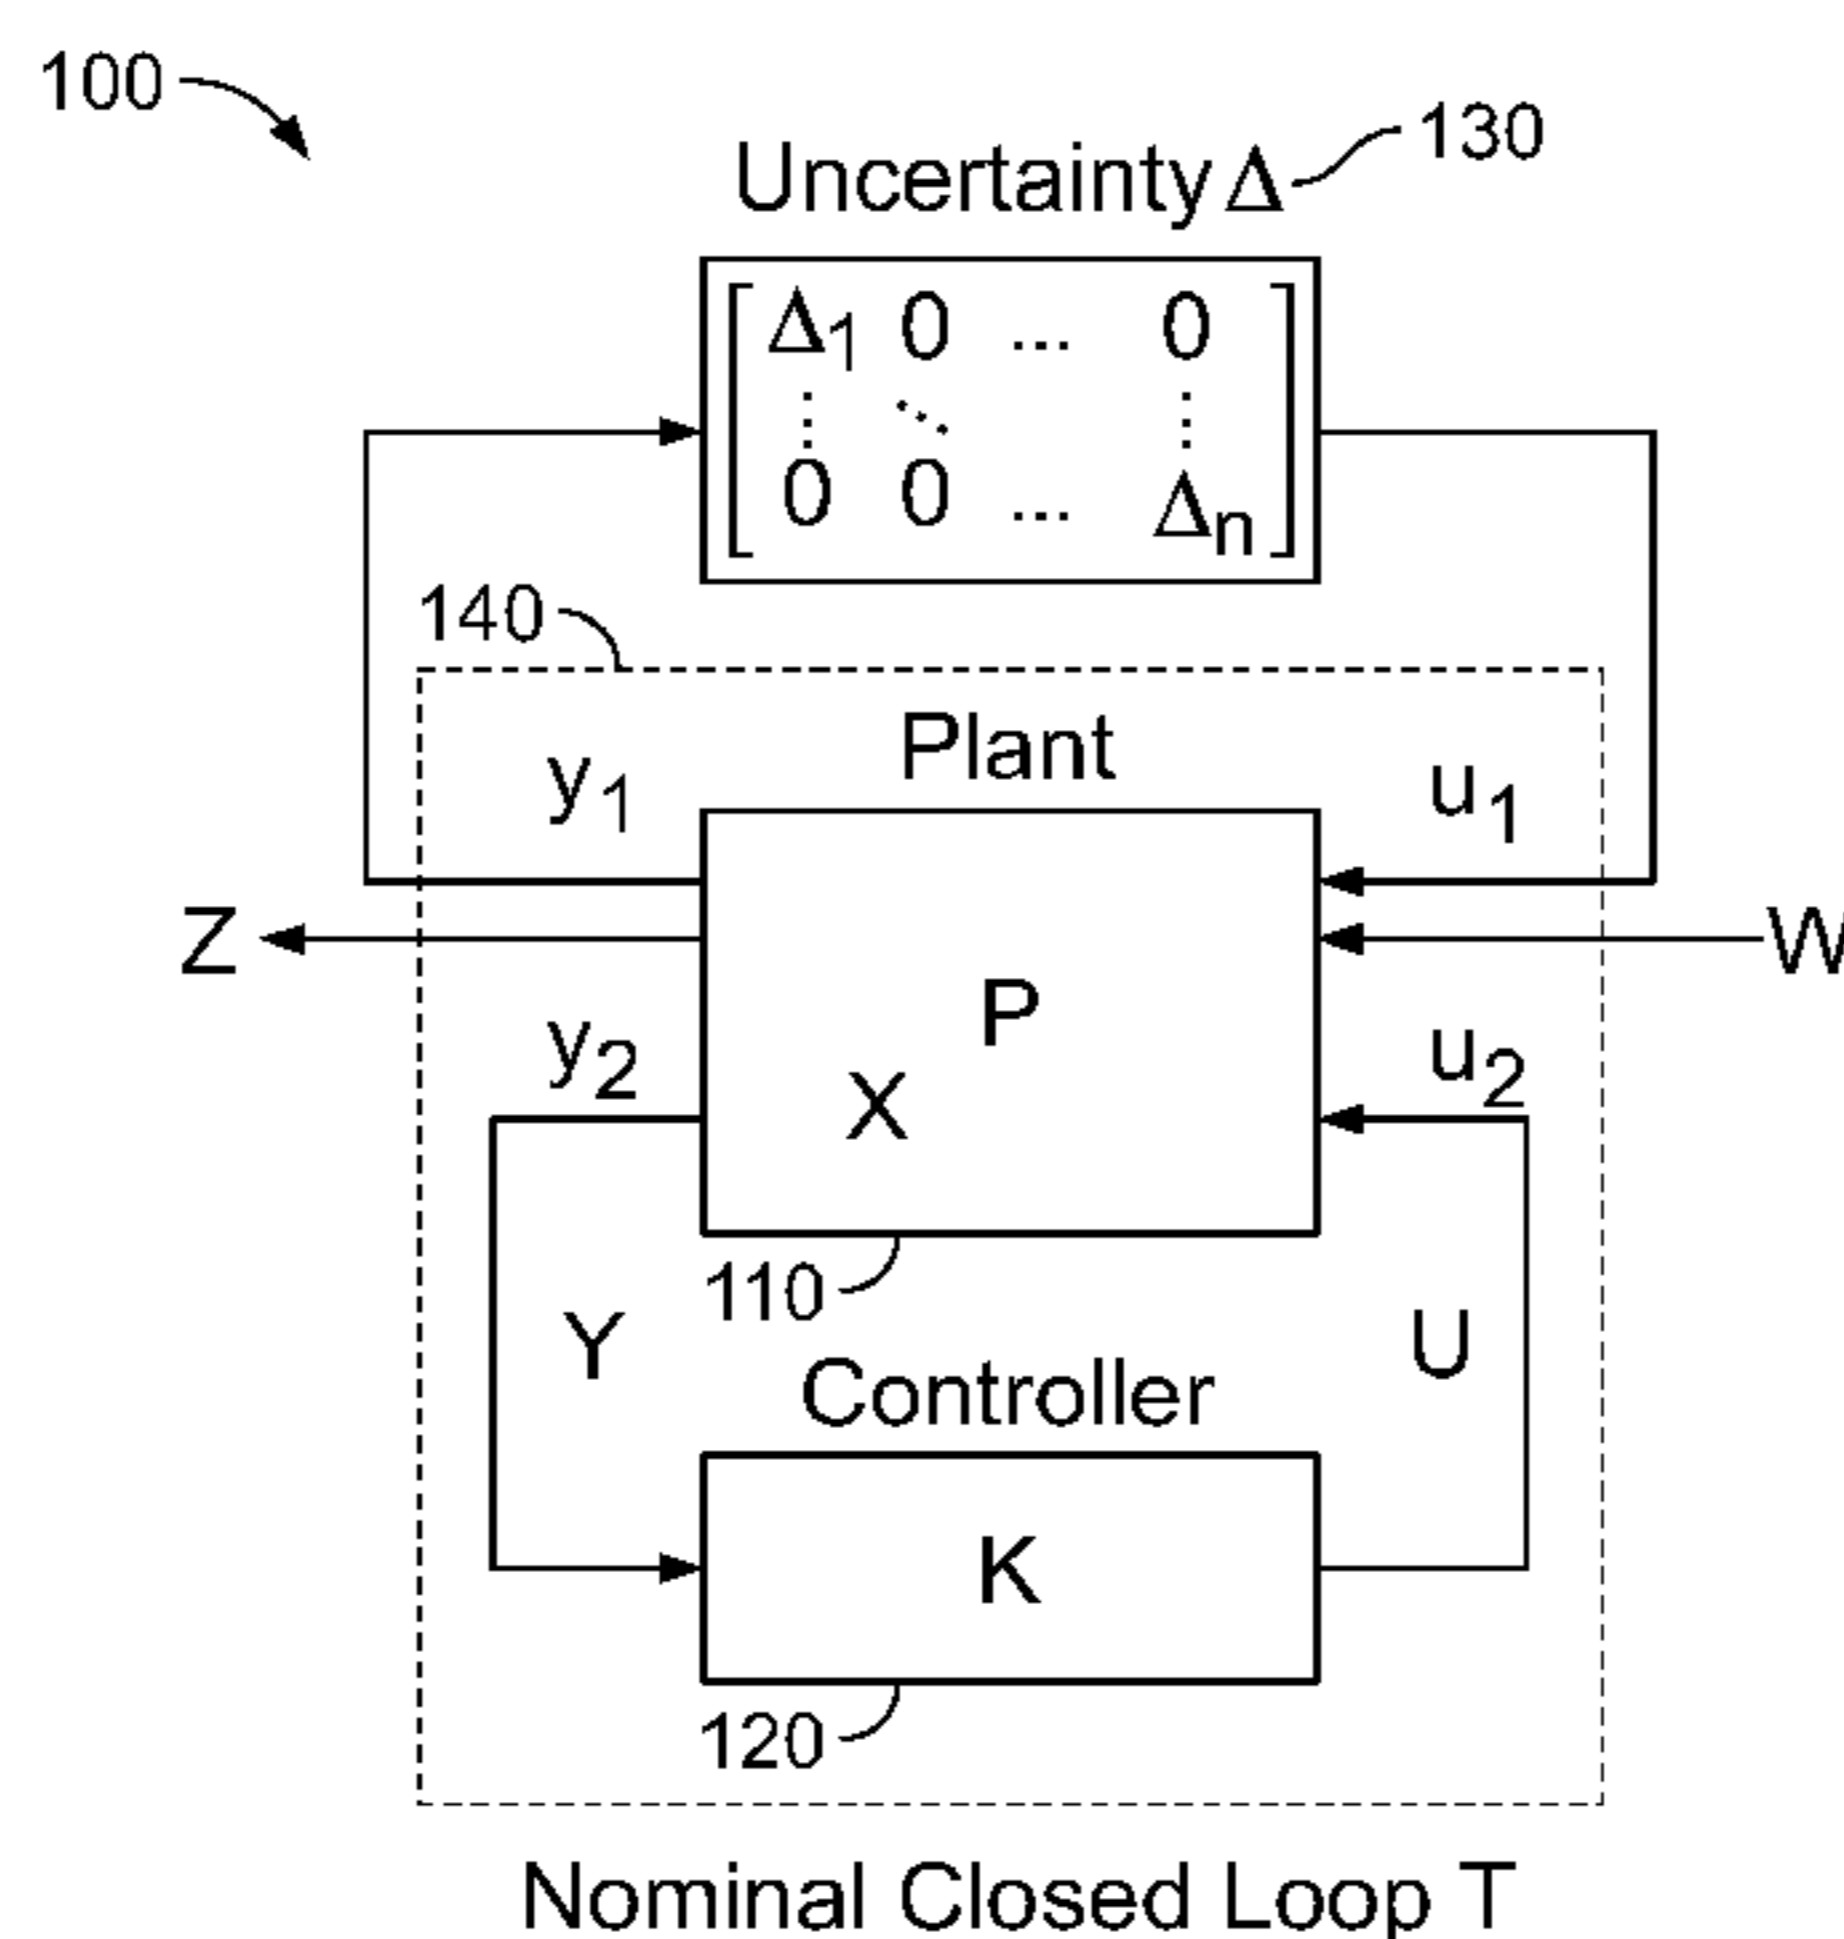 100
130
Uncertainty Δ
Δ1 0 ... 0
⋮ ⋱ ⋮
0 0 ... Δn
140
Plant
y1 u1
Z W
P
y2 u2
X
110
Y U
Controller
K
120
Nominal Closed Loop T